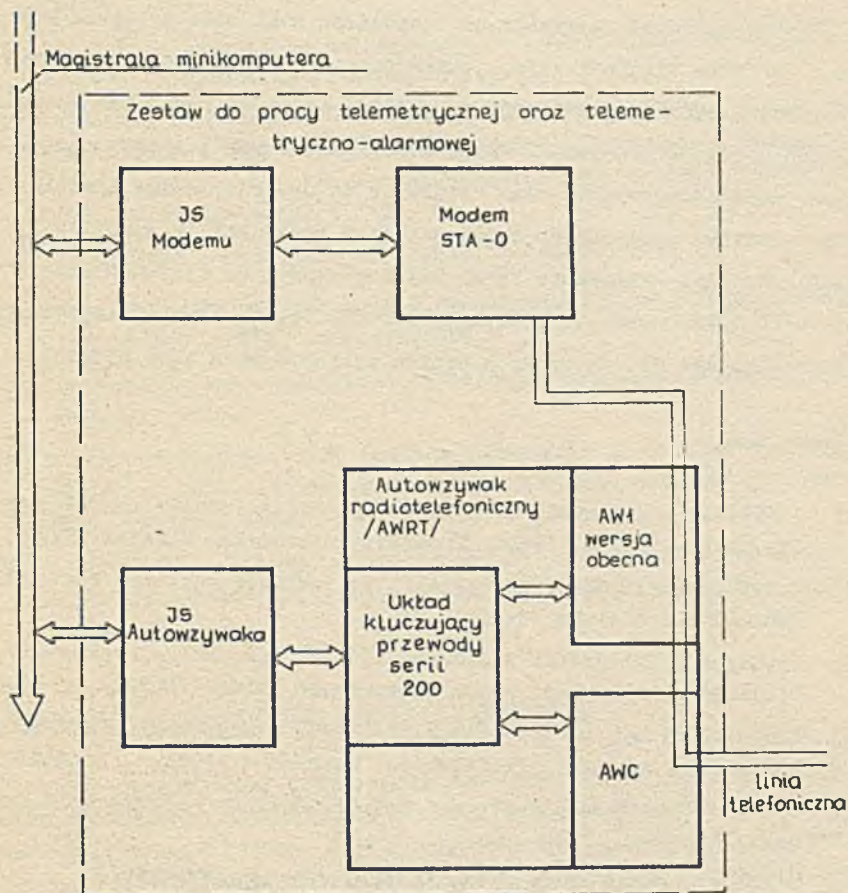 Magistrala minikomputera
Zestaw do pracy telemetrycznej oraz teleme-
tryczno-alarmowej
JS
Modemu
Modem
STA-0
Autowzywak
radiotelefoniczny
/AWRT/
AW1
wersja
obecna
JS
Autowzywaka
Układ
kluczujący
przewody
serii
200
AWC
linia
telefoniczna